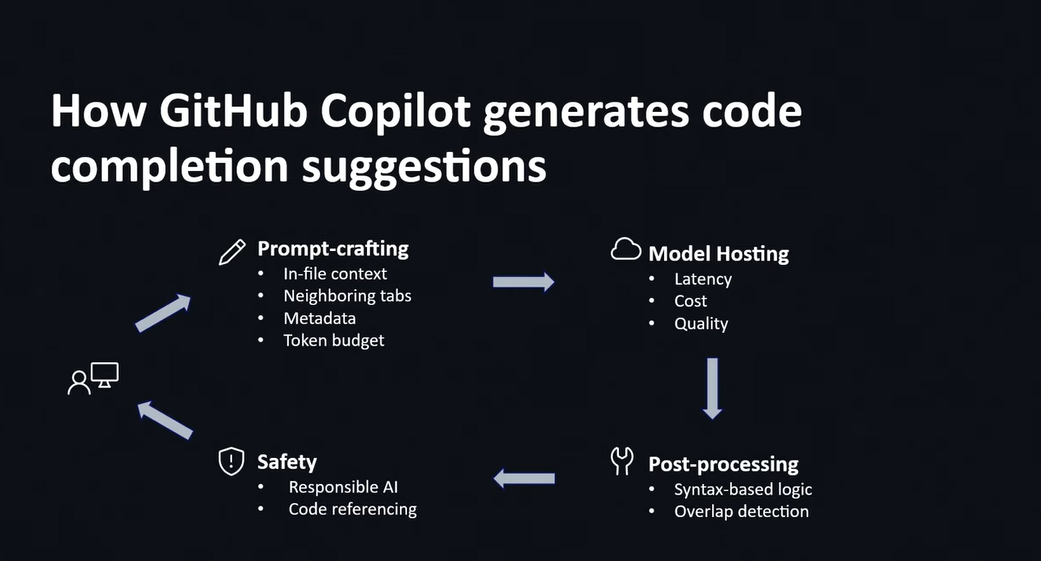 How GitHub Copilot generates code
completion suggestions
Prompt-crafting
• In-file context
• Neighboring tabs
• Metadata
• Token budget
Model Hosting
• Latency
• Cost
• Quality
Safety
• Responsible AI
• Code referencing
Post-processing
• Syntax-based logic
• Overlap detection